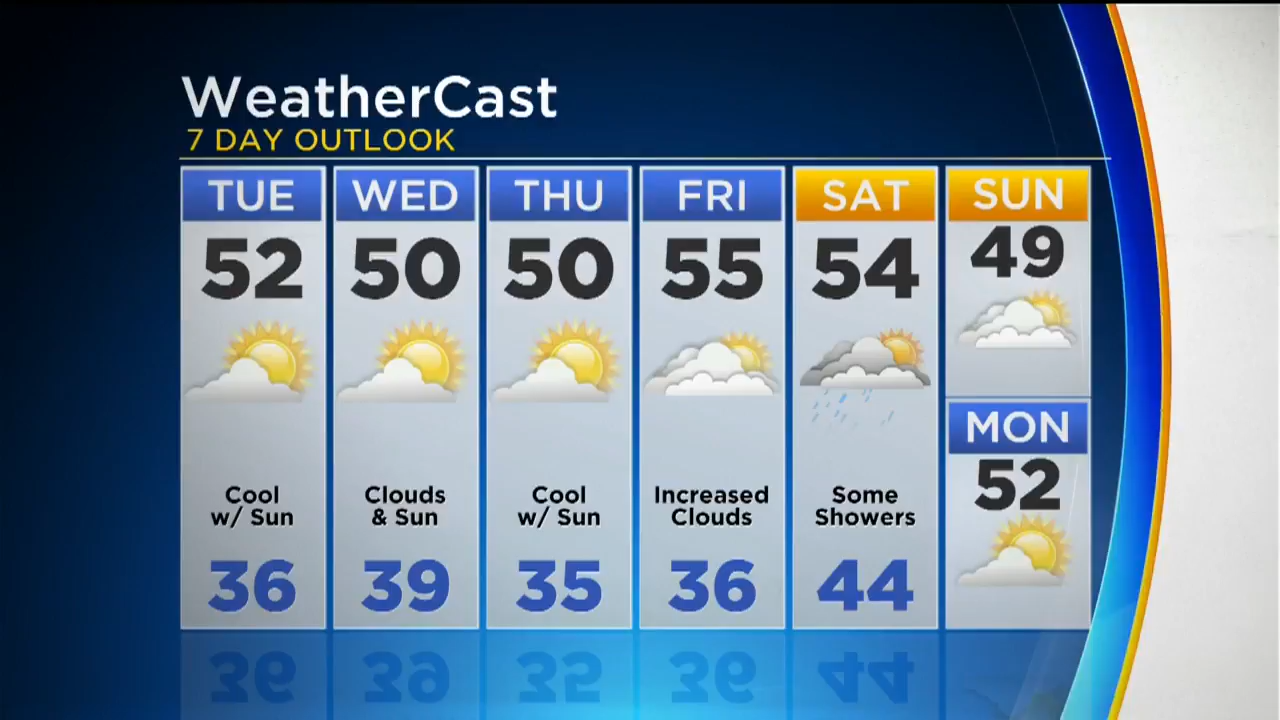 WeatherCast
7 DAY OUTLOOK
TUE
52
Cool
w/ Sun
36
WED
50
Clouds
& Sun
39
THU
50
Cool
w/ Sun
35
FRI
55
Increased
Clouds
36
SAT
54
Some
Showers
44
SUN
49
MON
52